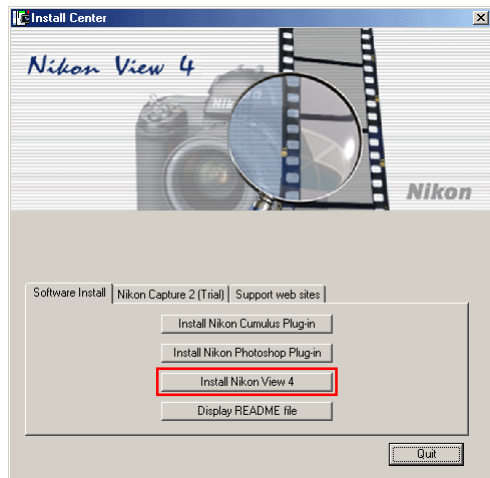 Install Center
Nikon View 4
NIK
Nikon
Software Install
Nikon Capture 2 (Trial)
Support web sites
Install Nikon Cumulus Plug-in
Install Nikon Photoshop Plug-in
Install Nikon View 4
Display README file
Quit